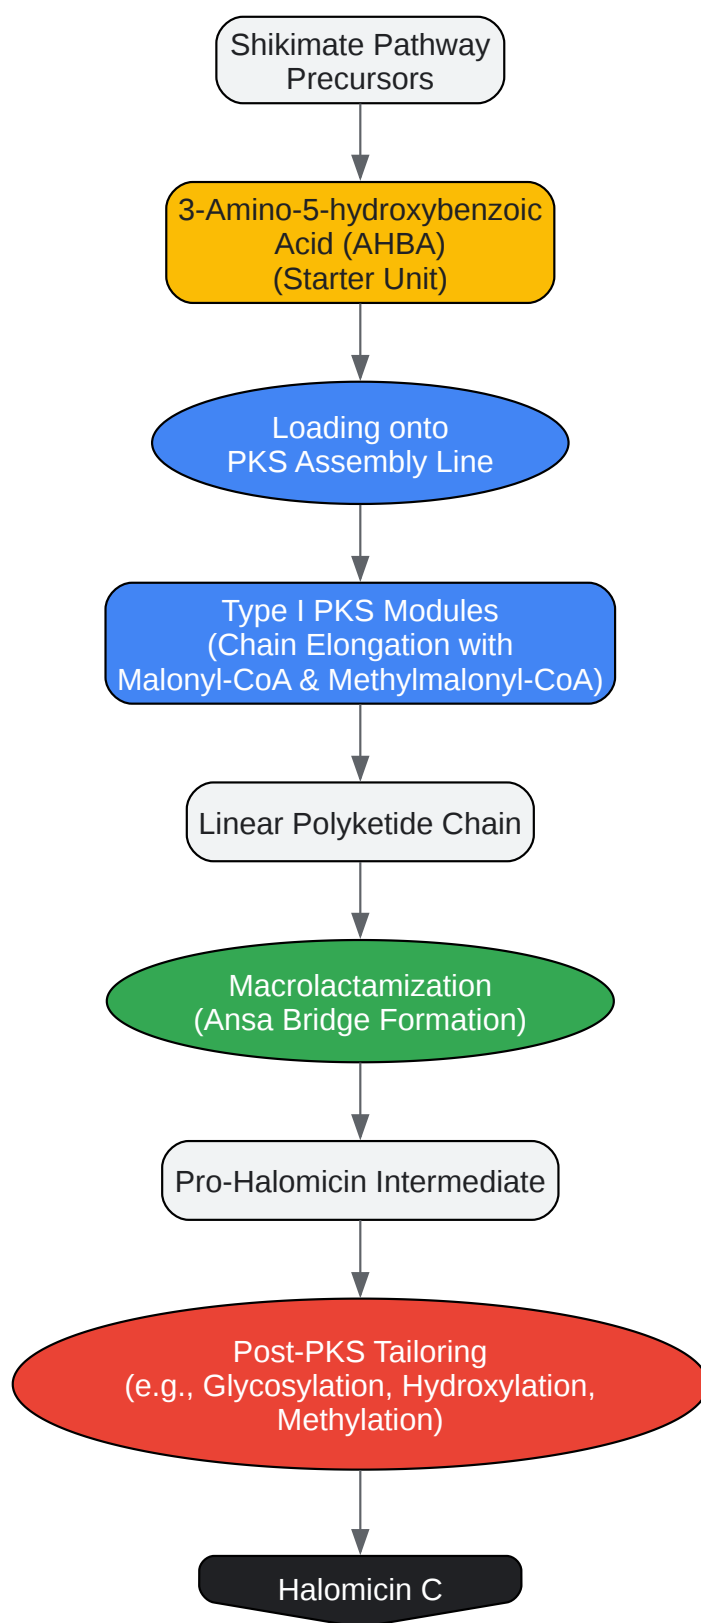 Shikimate Pathway
Precursors
3-Amino-5-hydroxybenzoic
Acid (AHBA)
(Starter Unit)
Loading onto
PKS Assembly Line
Type I PKS Modules
(Chain Elongation with
Malonyl-CoA & Methylmalonyl-CoA)
Linear Polyketide Chain
Macrolactamization
(Ansa Bridge Formation)
Pro-Halomicin Intermediate
Post-PKS Tailoring
(e.g., Glycosylation, Hydroxylation,
Methylation)
Halomicin C